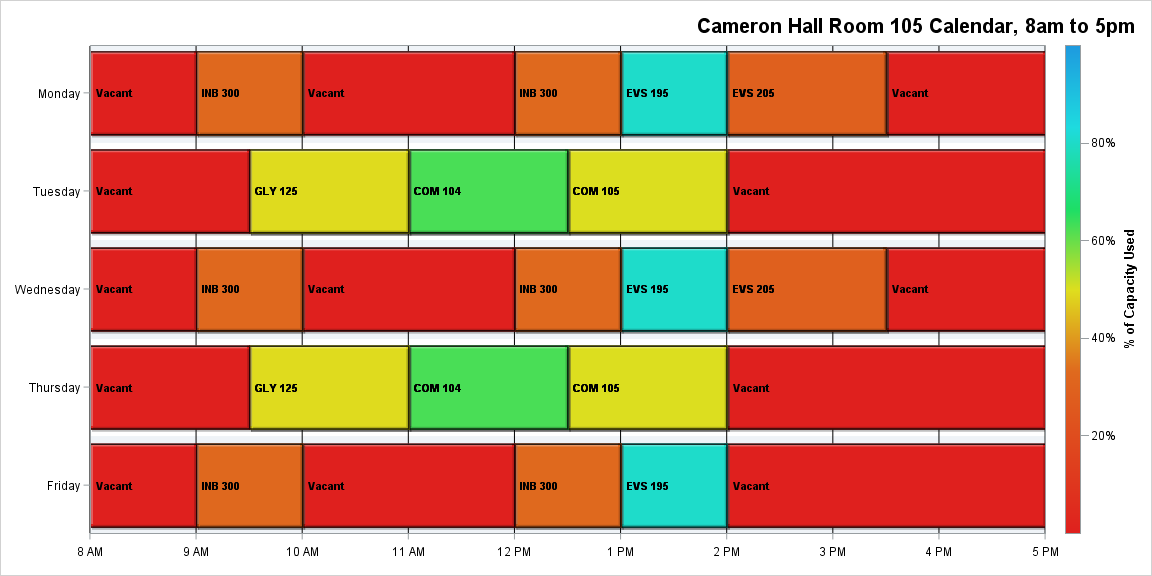 Cameron Hall Room 105 Calendar, 8am to 5pm
Monday
Vacant
INB 300
Vacant
INB 300
EVS 195
EVS 205
Vacant
Tuesday
Vacant
GLY 125
COM 104
COM 105
Vacant
Wednesday
Vacant
INB 300
Vacant
INB 300
EVS 195
EVS 205
Vacant
Thursday
Vacant
GLY 125
COM 104
COM 105
Vacant
Friday
Vacant
INB 300
Vacant
INB 300
EVS 195
Vacant
8 AM
9 AM
10 AM
11 AM
12 PM
1 PM
2 PM
3 PM
4 PM
5 PM
80%
60%
40%
20%
% of Capacity Used